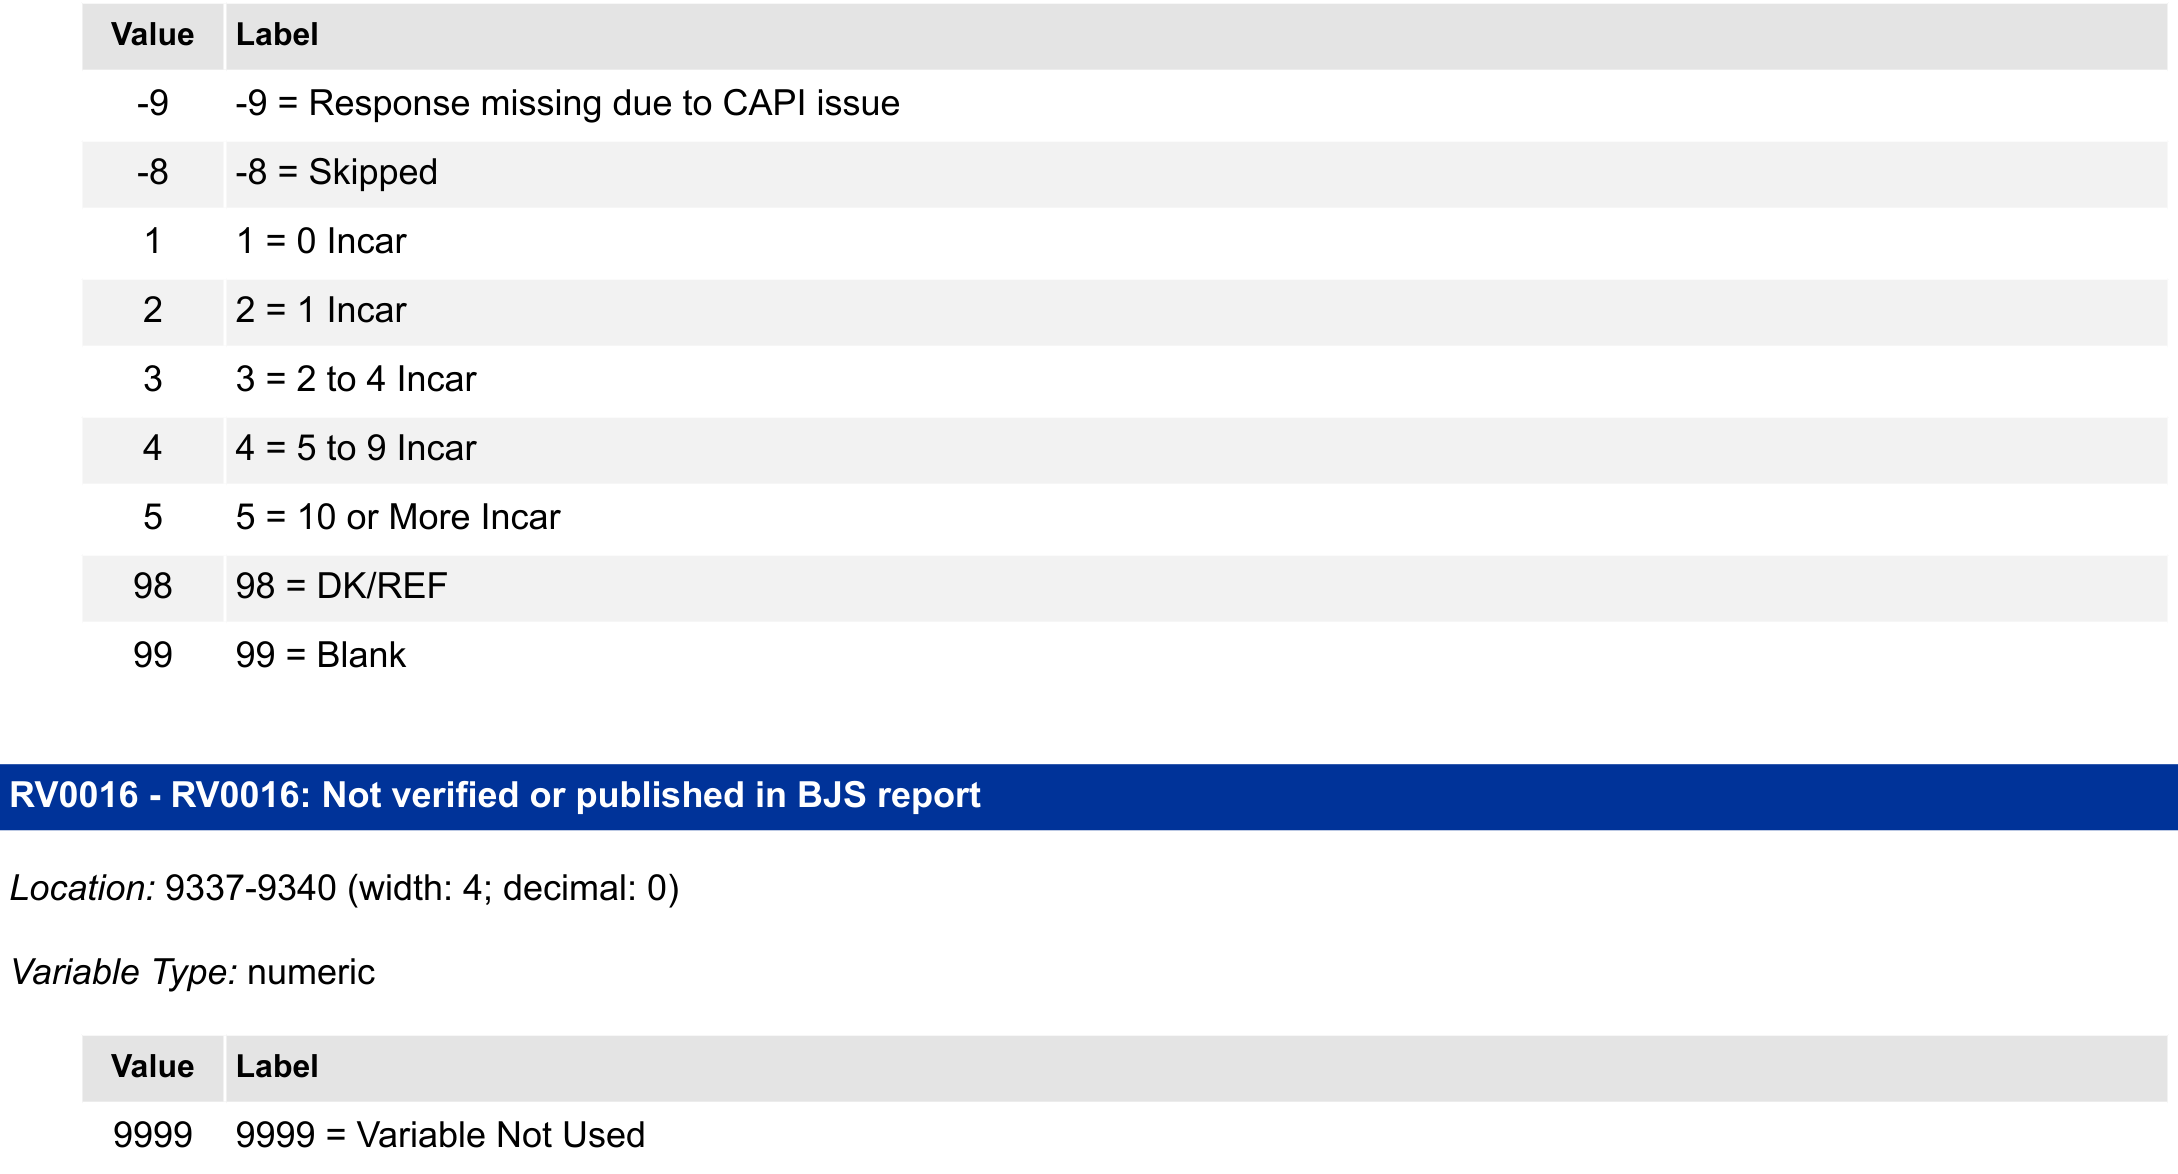 Value Label
-9 -9 = Response missing due to CAPI issue
-8 -8 = Skipped
1 1 = 0 Incar
2 2 = 1 Incar
3 3 = 2 to 4 Incar
4 4 = 5 to 9 Incar
5 5 = 10 or More Incar
98 98 = DK/REF
99 99 = Blank
RV0016 - RV0016: Not verified or published in BJS report
Location: 9337-9340 (width: 4; decimal: 0)
Variable Type: numeric
Value Label
9999 9999 = Variable Not Used